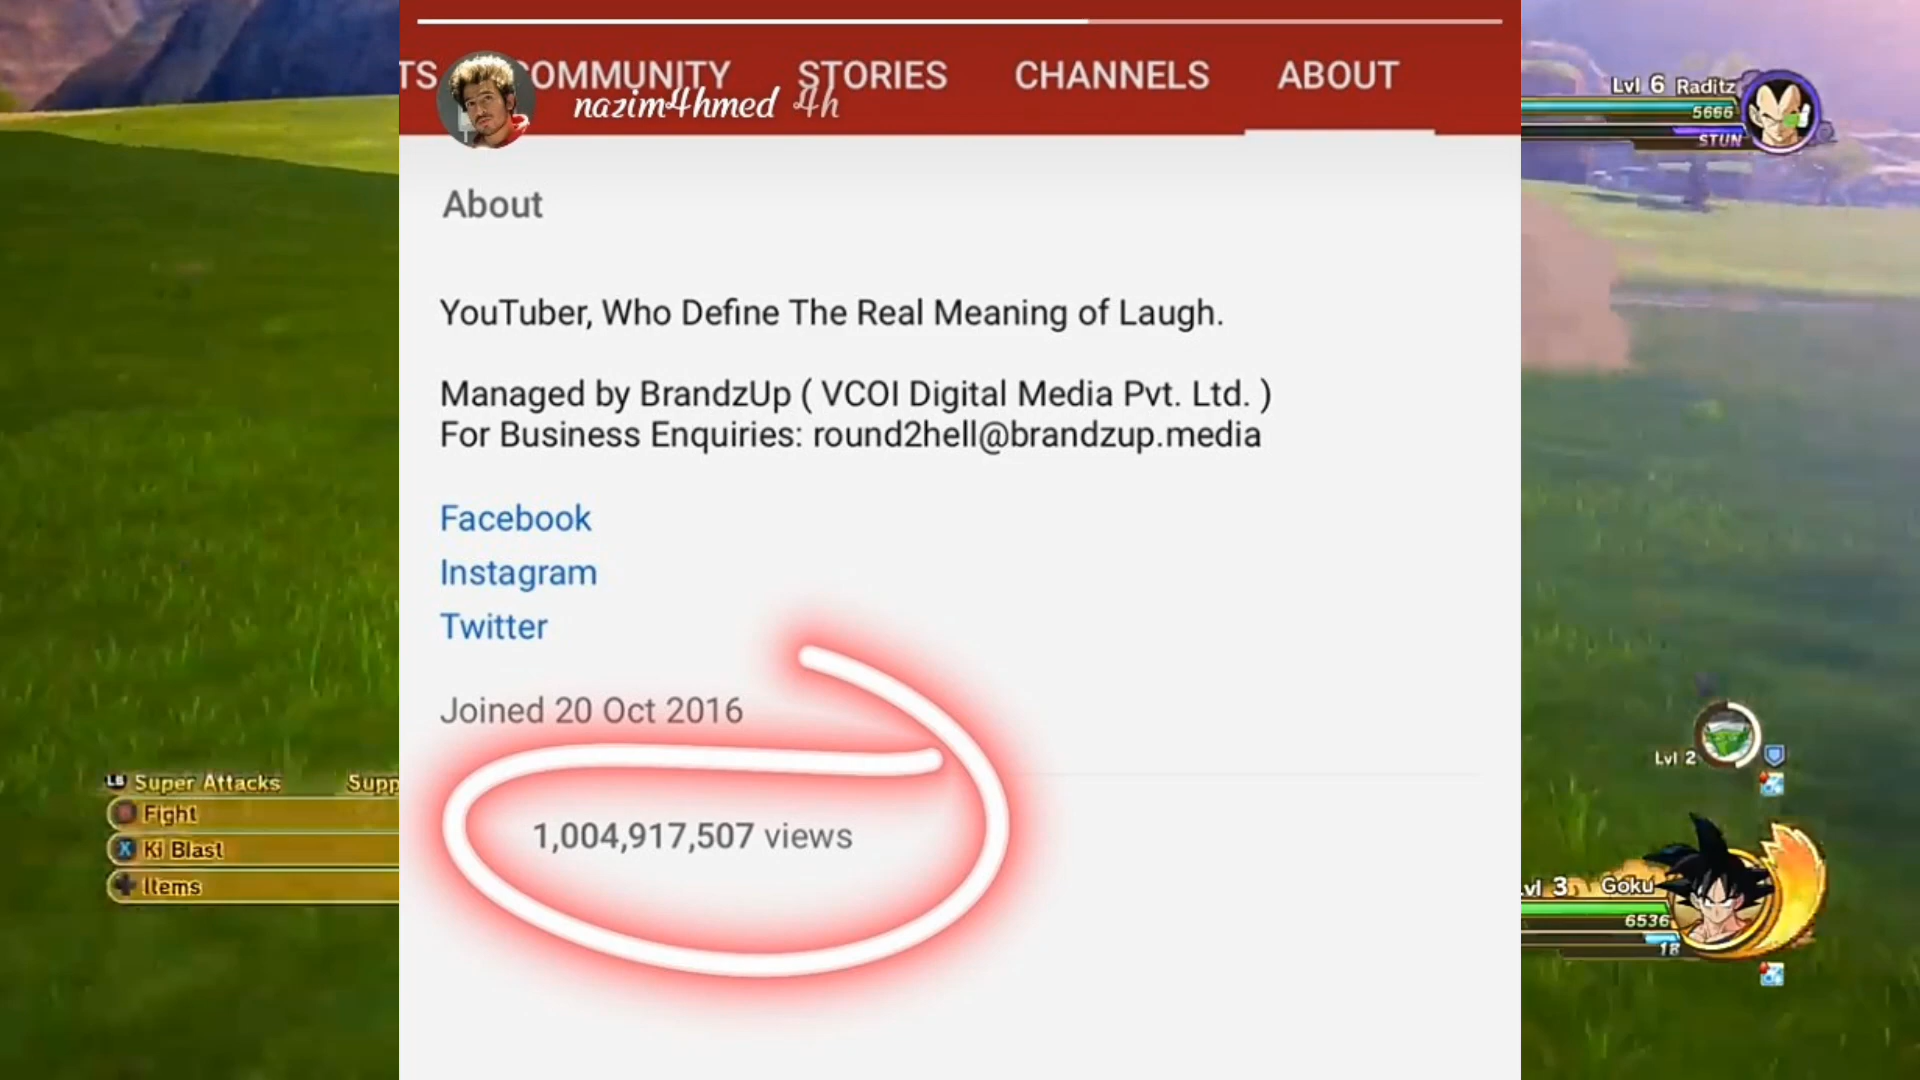 TS COMMUNITY STORIES CHANNELS ABOUT
nazim4hmed 4h
About
YouTuber, Who Define The Real Meaning of Laugh.
Managed by BrandzUp ( VCOI Digital Media Pvt. Ltd. )
For Business Enquiries: round2hell@brandzup.media
Facebook
Instagram
Twitter
Joined 20 Oct 2016
1,004,917,507 views
Lvl 6 Raditz
5666
STUN
LB Super Attacks Supp
Fight
X Ki Blast
Items
Lvl 2
Lvl 3 Goku
6536
18